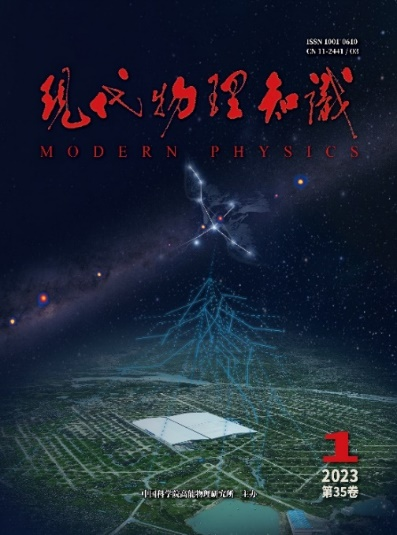 ISSN 1001-0610
CN 11-2441 / O3
现代物理知識
MODERN PHYSICS
1
2023
第35卷
中国科学院高能物理研究所 主办